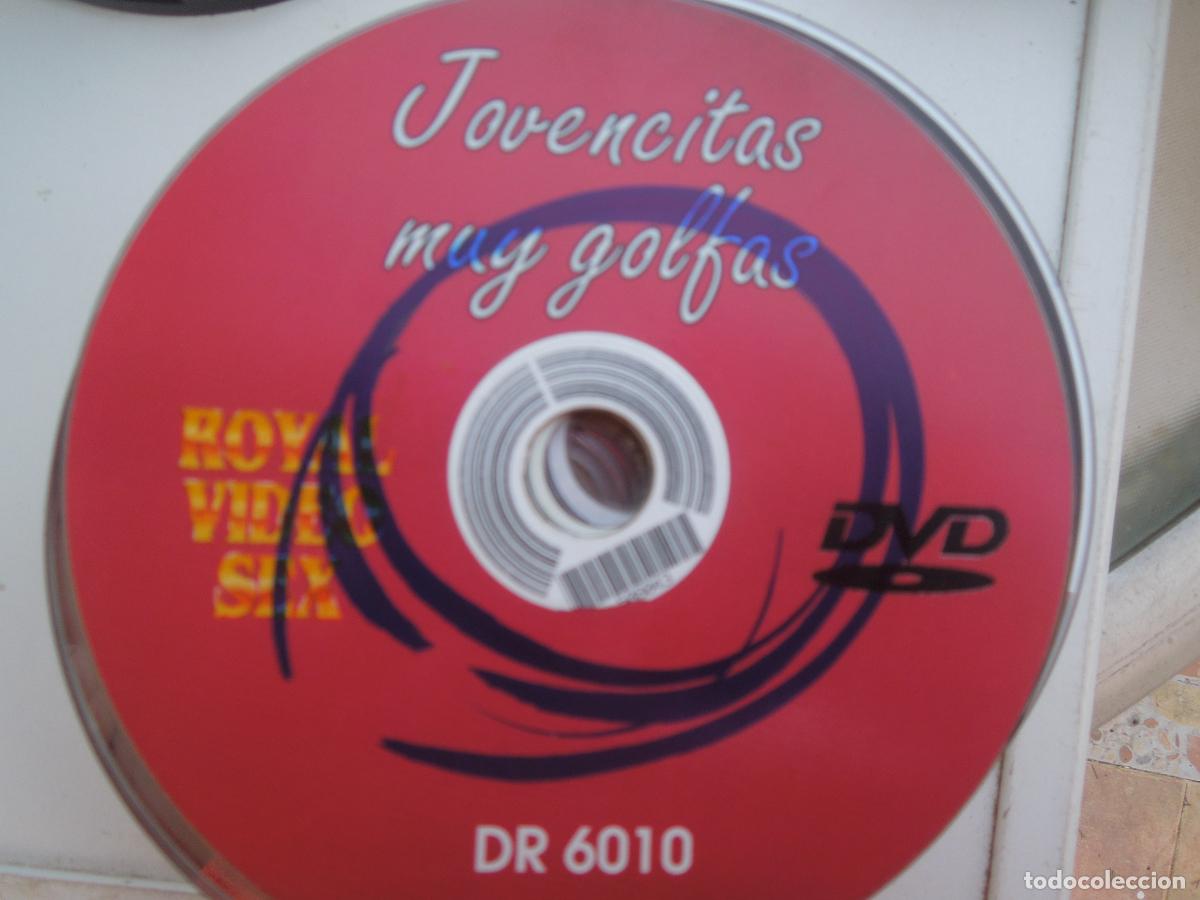 Jovencitas
muy golfas
ROYAL
VIDEO
SEX
DVD
DR 6010
todocoleccion